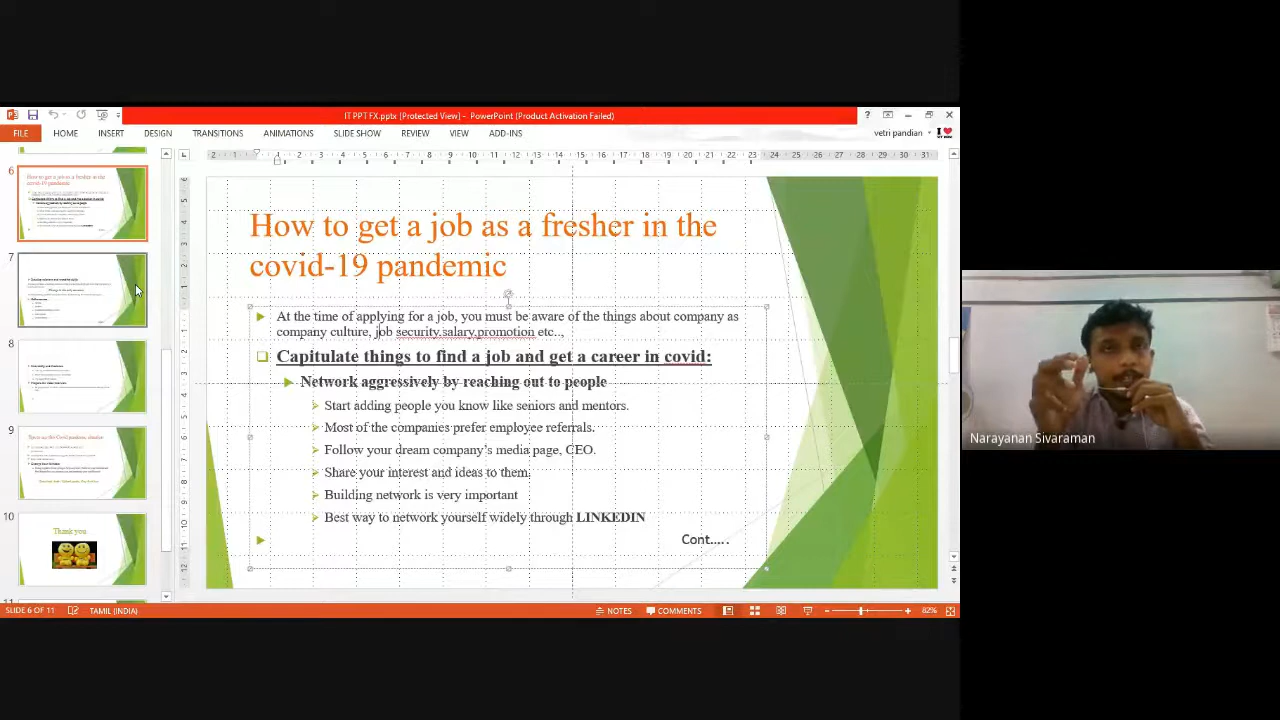 IT PPT FX.pptx [Protected View] - PowerPoint (Product Activation Failed)
FILE HOME INSERT DESIGN TRANSITIONS ANIMATIONS SLIDE SHOW REVIEW VIEW ADD-INS
vetri pandian
How to get a job as a fresher in the
covid-19 pandemic
At the time of applying for a job, you must be aware of the things about company as
company culture, job security,salary,promotion etc..,
Capitulate things to find a job and get a career in covid:
Network aggressively by reaching out to people
Start adding people you know like seniors and mentors.
Most of the companies prefer employee referrals.
Follow your dream company's media page, CEO.
Share your interest and ideas to them.
Building network is very important
Best way to network yourself widely through LINKEDIN
Cont.....
6
7
8
9
10
Thank you
Narayanan Sivaraman
SLIDE 6 OF 11 TAMIL (INDIA) NOTES COMMENTS 82%